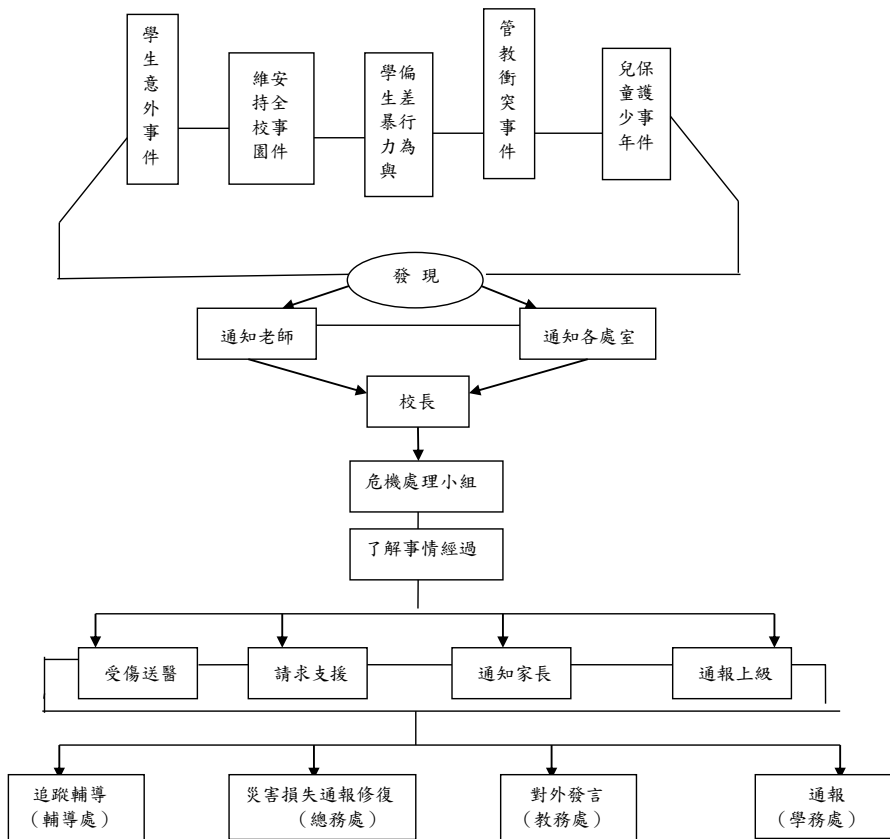 學生意外事件
維持校園
安全事件
學生暴力與
偏差行為
管教衝突事件
兒童少年
保護事件
發 現
通知老師
通知各處室
校長
危機處理小組
了解事情經過
受傷送醫
請求支援
通知家長
通報上級
追蹤輔導
（輔導處）
災害損失通報修復
（總務處）
對外發言
（教務處）
通報
（學務處）